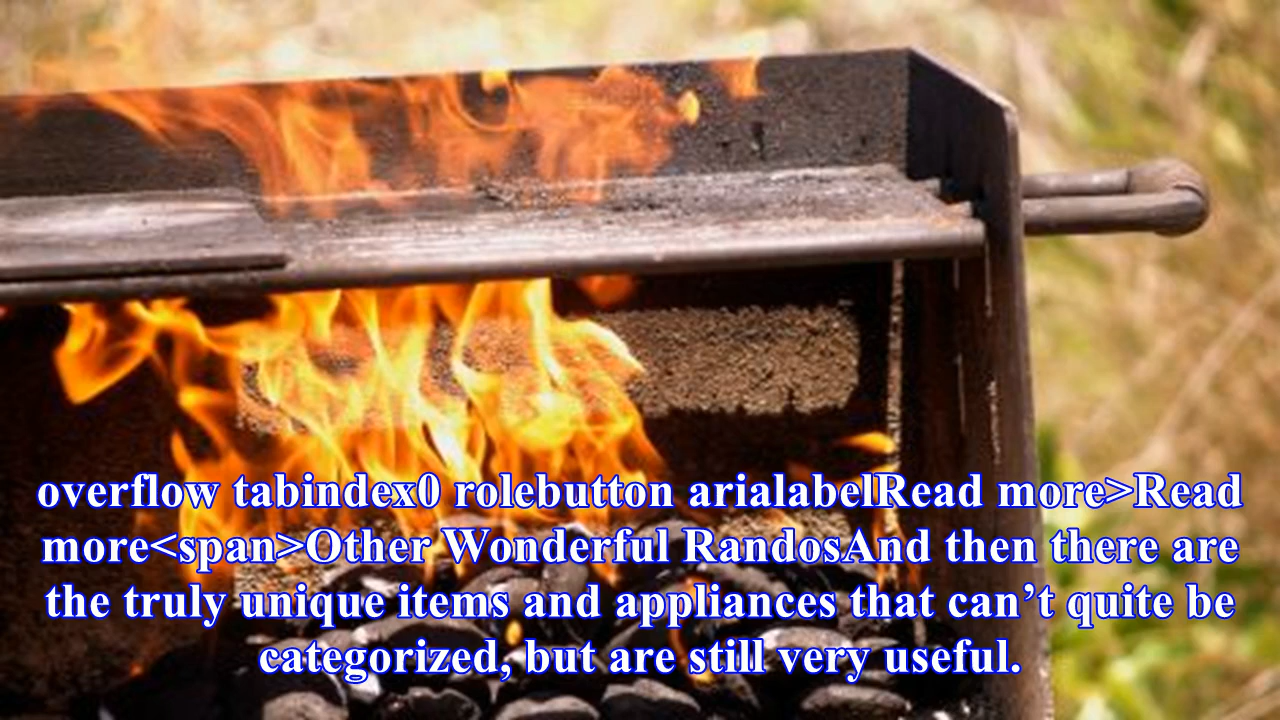 overflow tabindex0 rolebutton arialabelRead more>Read
more<span>Other Wonderful RandosAnd then there are
the truly unique items and appliances that can’t quite be
categorized, but are still very useful.